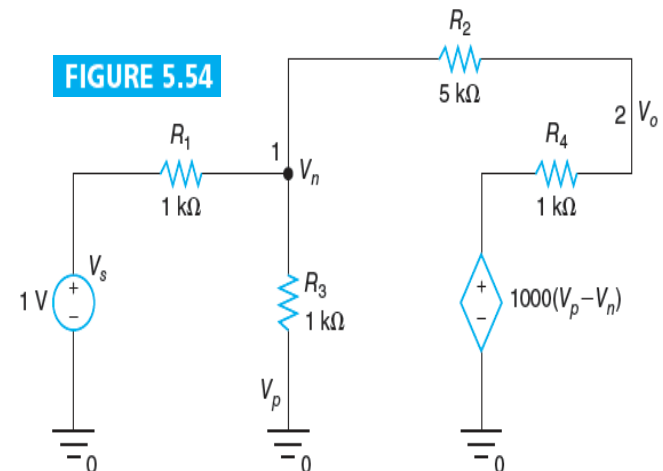 FIGURE 5.54
R₂
5 kΩ
2 Vₒ
R₁
1 kΩ
1
Vₙ
R₄
1 kΩ
Vₛ
+
1 V
−
R₃
1 kΩ
+
1000(Vₚ−Vₙ)
−
Vₚ
0
0
0